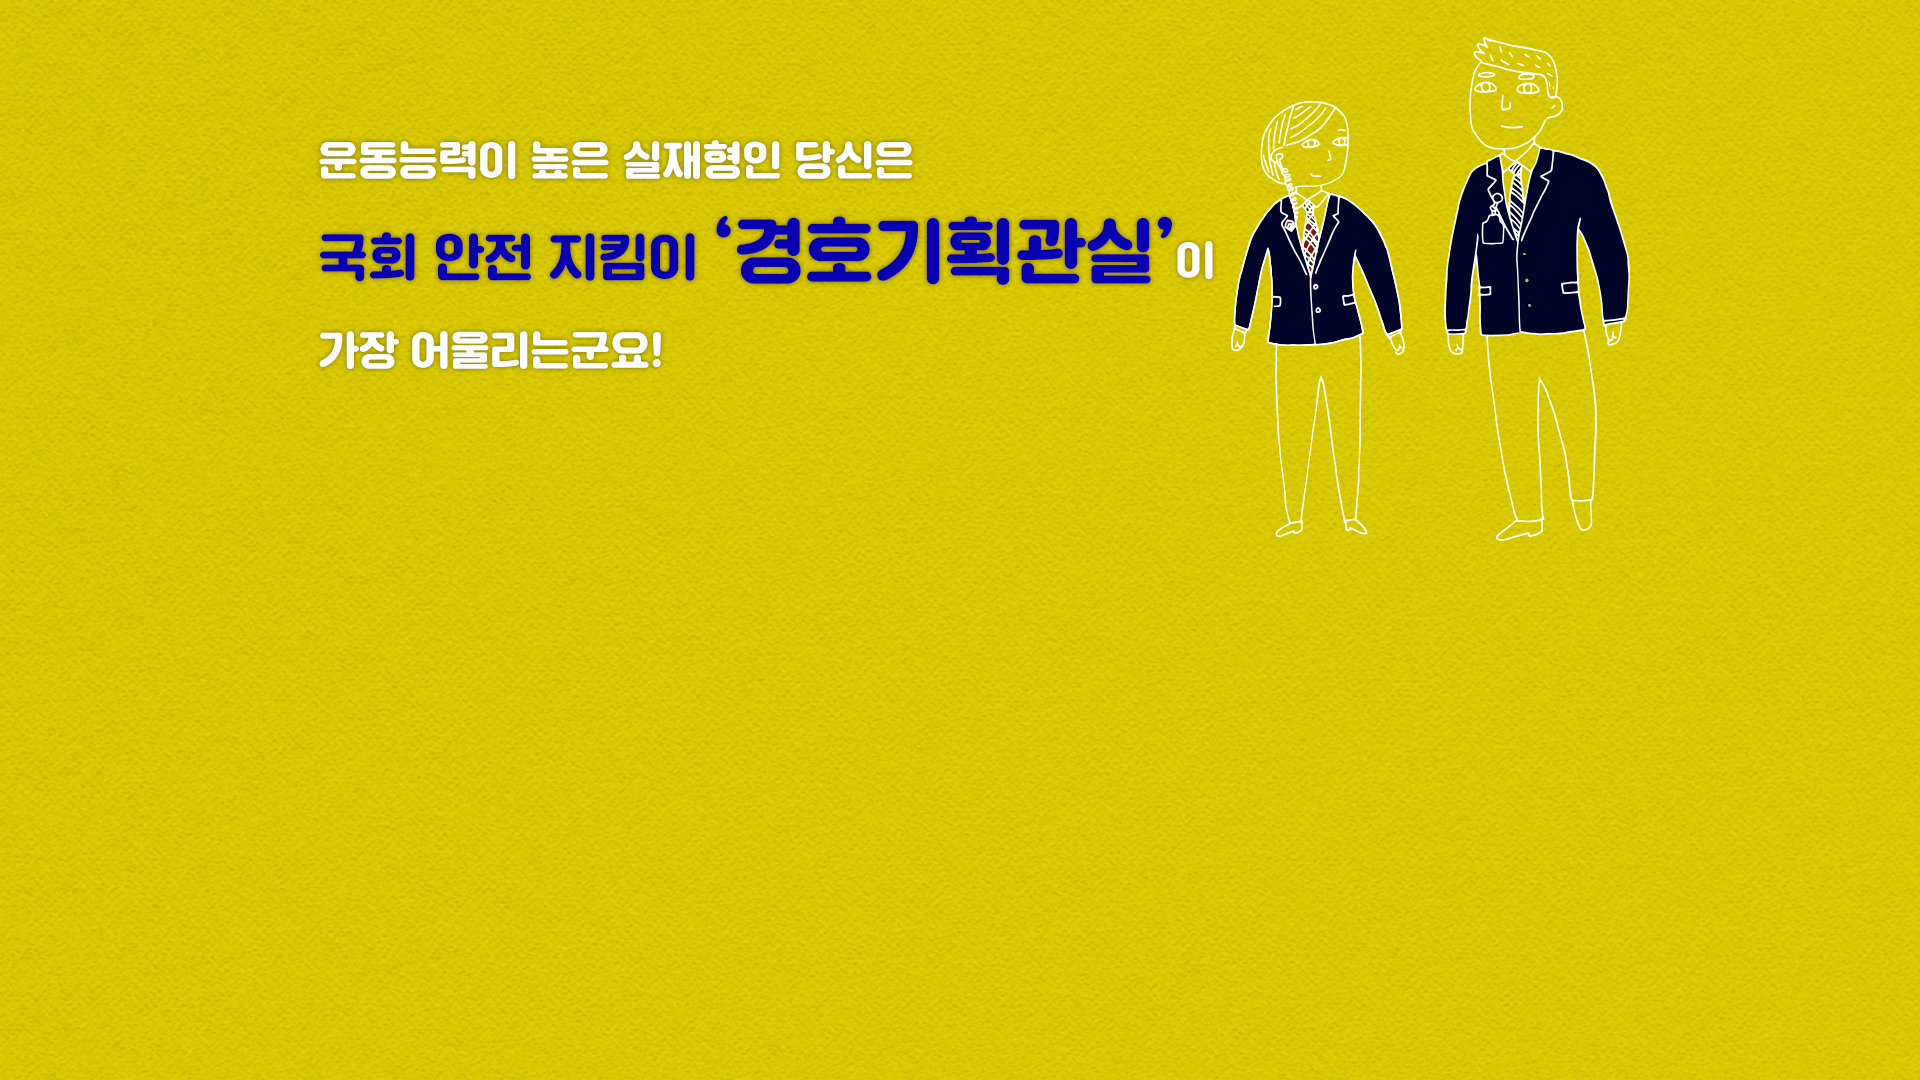 운동능력이 높은 실재형인 당신은
국회 안전 지킴이 ‘경호기획관실’이
가장 어울리는군요!